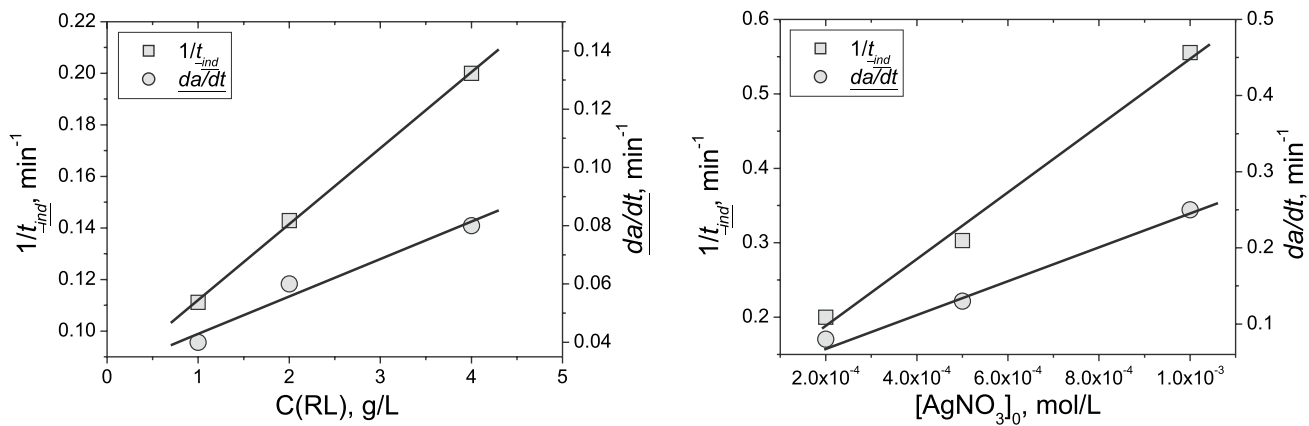 0.22
0.20
0.18
0.16
0.14
0.12
0.10
1/t_ind, min-1
1/t_ind
da/dt
0.14
0.12
0.10
0.08
0.06
0.04
da/dt, min-1
0 1 2 3 4 5
C(RL), g/L
0.6
0.5
0.4
0.3
0.2
1/t_ind, min-1
1/t_ind
da/dt
0.5
0.4
0.3
0.2
0.1
da/dt, min-1
2.0x10-4 4.0x10-4 6.0x10-4 8.0x10-4 1.0x10-3
[AgNO3]0, mol/L